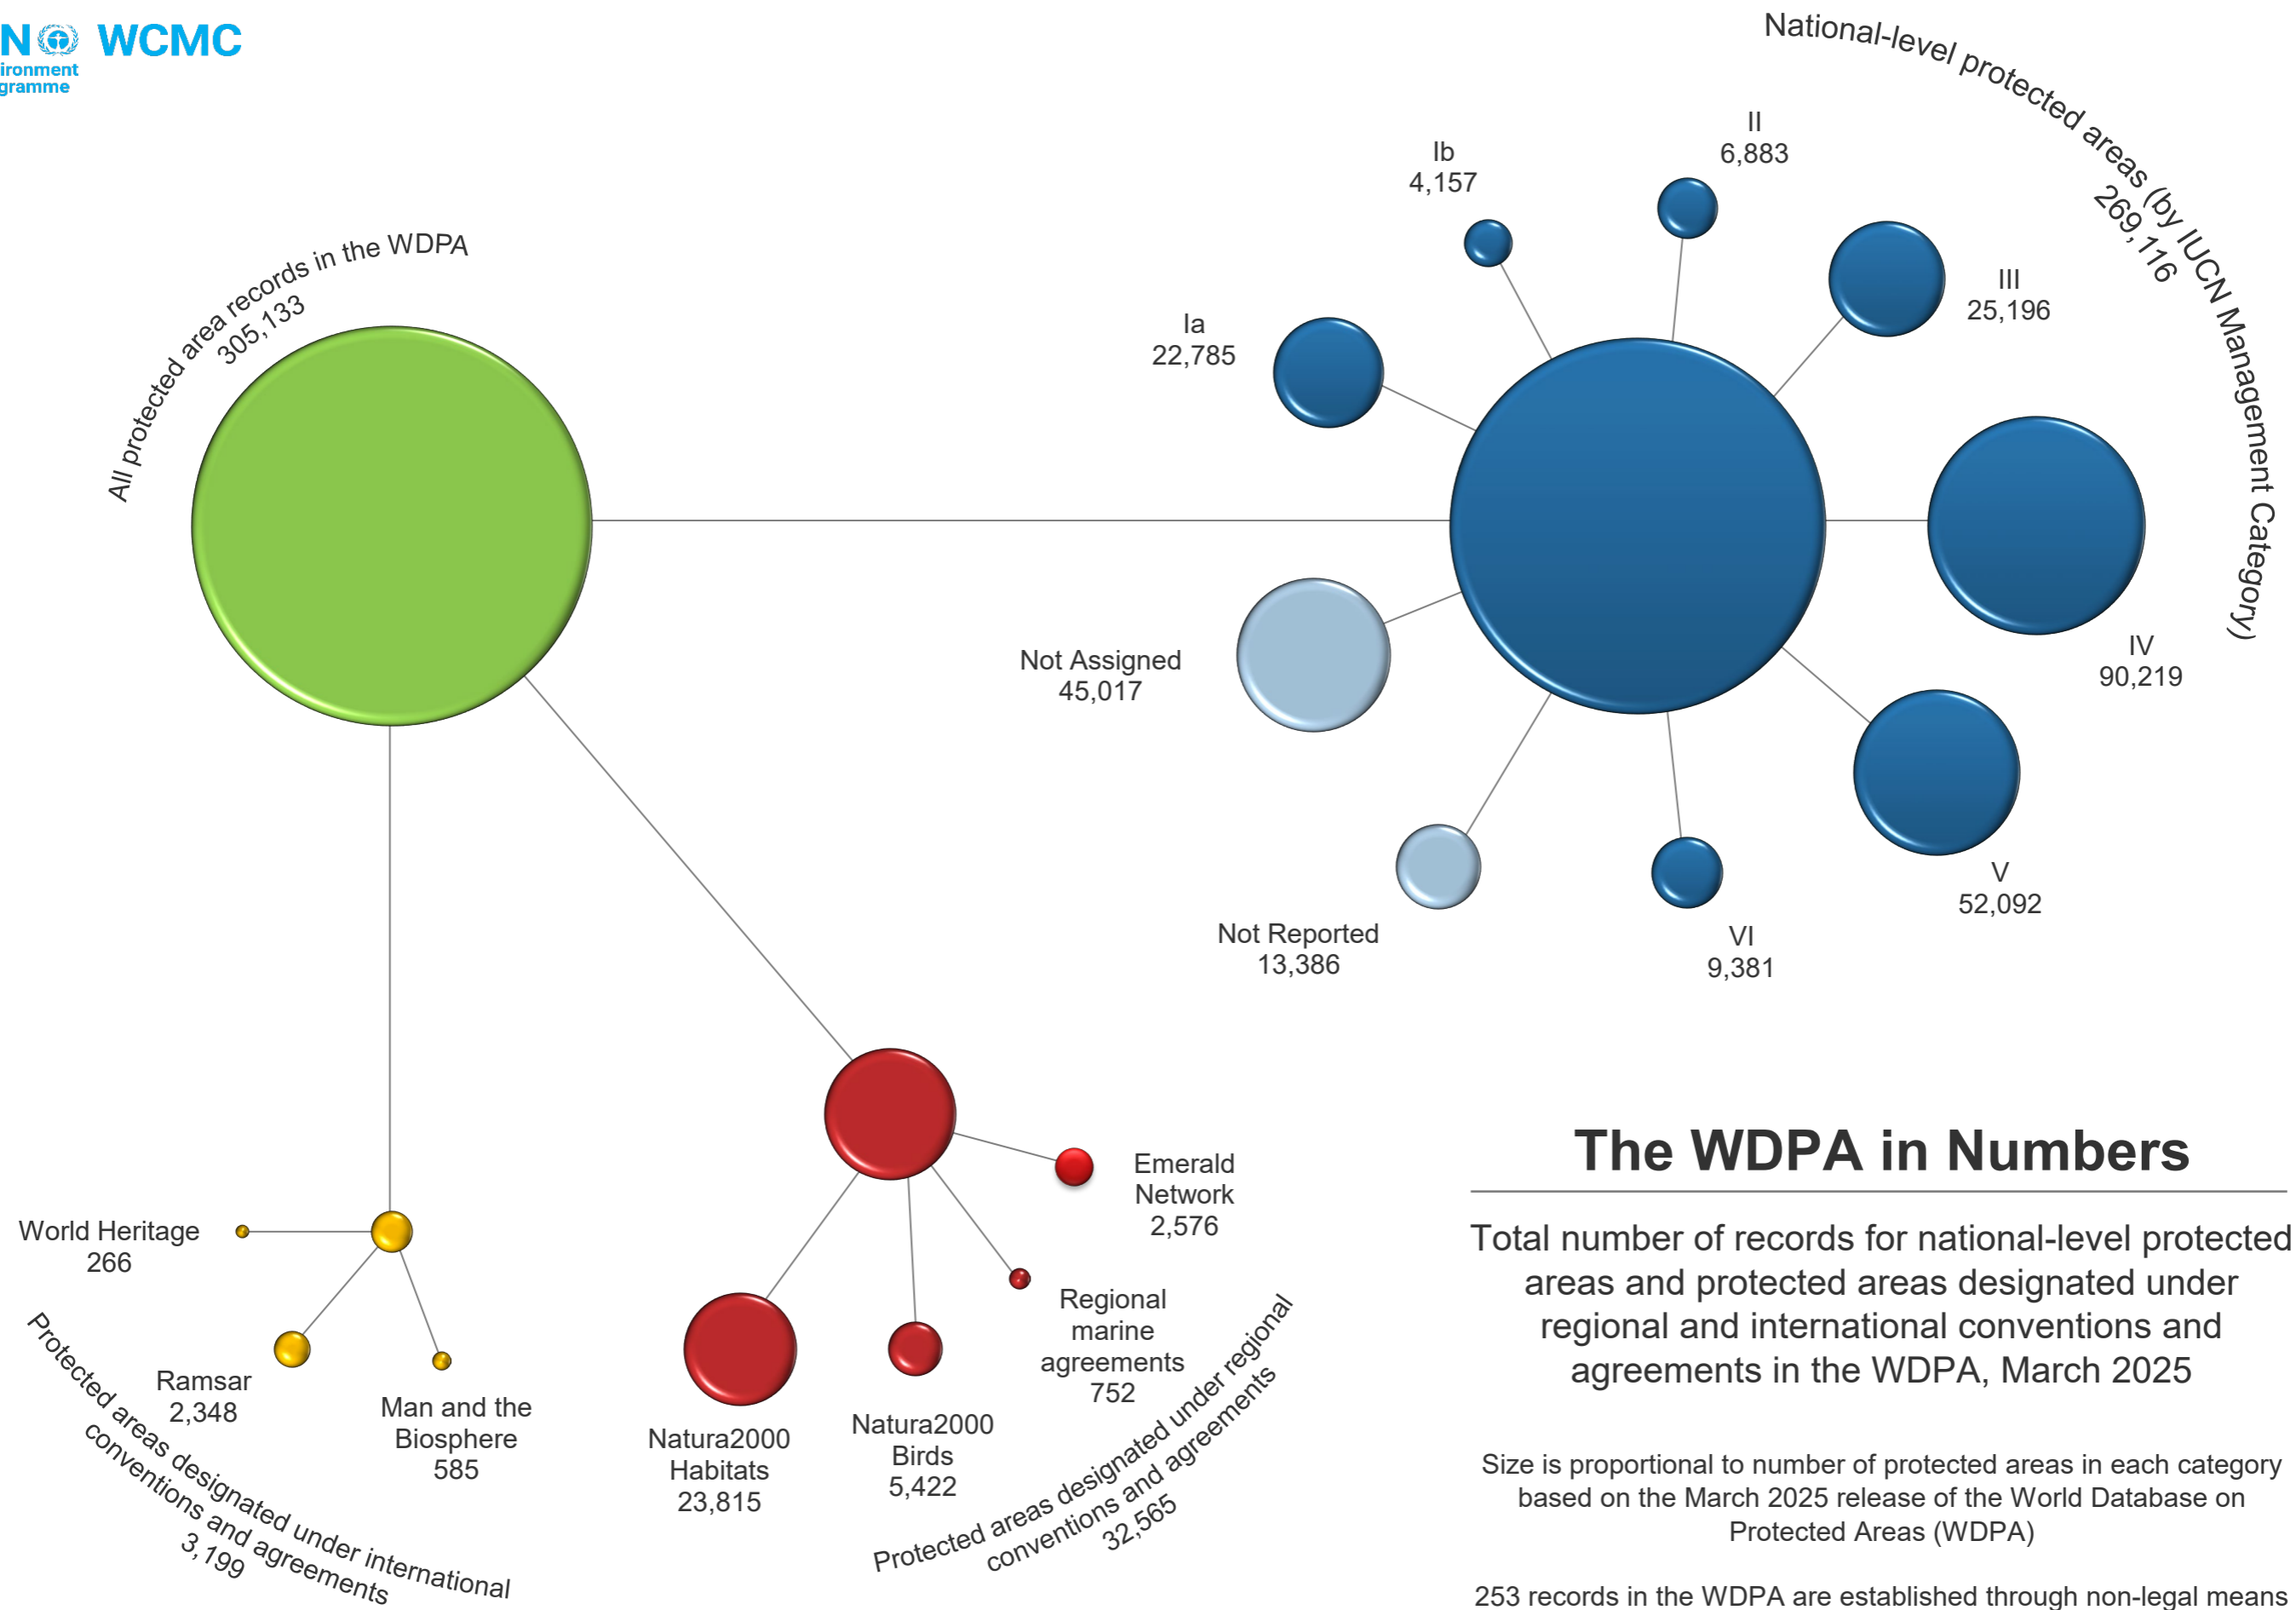 N WCMC
ironment
gramme
National-level protected areas (by IUCN Management Category)
269,116
All protected area records in the WDPA
305,133
Ib
4,157
II
6,883
III
25,196
Ia
22,785
IV
90,219
Not Assigned
45,017
V
52,092
VI
9,381
Not Reported
13,386
World Heritage
266
Ramsar
2,348
Man and the
Biosphere
585
Protected areas designated under international
conventions and agreements
3,199
Emerald
Network
2,576
Regional
marine
agreements
752
Natura2000
Birds
5,422
Natura2000
Habitats
23,815
Protected areas designated under regional
conventions and agreements
32,565
The WDPA in Numbers
Total number of records for national-level protected
areas and protected areas designated under
regional and international conventions and
agreements in the WDPA, March 2025
Size is proportional to number of protected areas in each category
based on the March 2025 release of the World Database on
Protected Areas (WDPA)
253 records in the WDPA are established through non-legal means